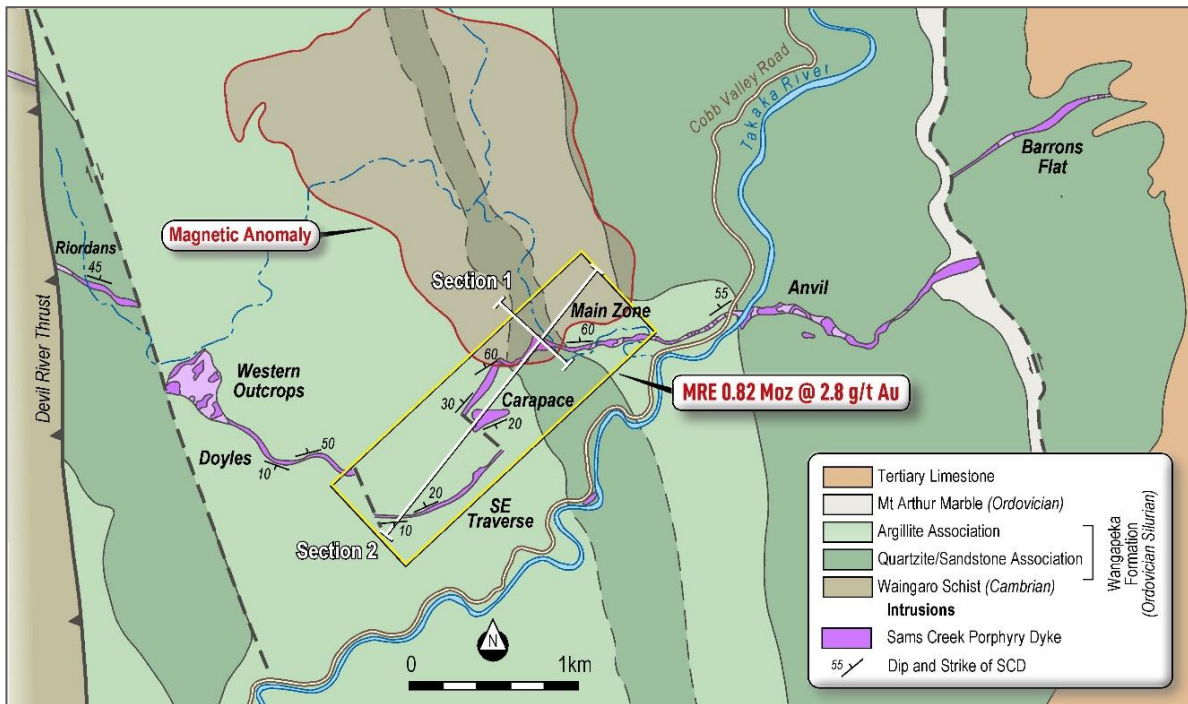 Cobb Valley Road
Takaka River
Barrons
Flat
Magnetic Anomaly
Riordans
45
Devil River Thrust
Section 1
Main Zone
60
55
Anvil
Western
Outcrops
60
MRE 0.82 Moz @ 2.8 g/t Au
30
Carapace
20
Doyles
10
50
20
SE
Traverse
10
Section 2
N
0
1km
Tertiary Limestone
Mt Arthur Marble (Ordovician)
Argillite Association
Quartzite/Sandstone Association
Waingaro Schist (Cambrian)
Wangapeka
Formation
(Ordovician Silurian)
Intrusions
Sams Creek Porphyry Dyke
55
Dip and Strike of SCD